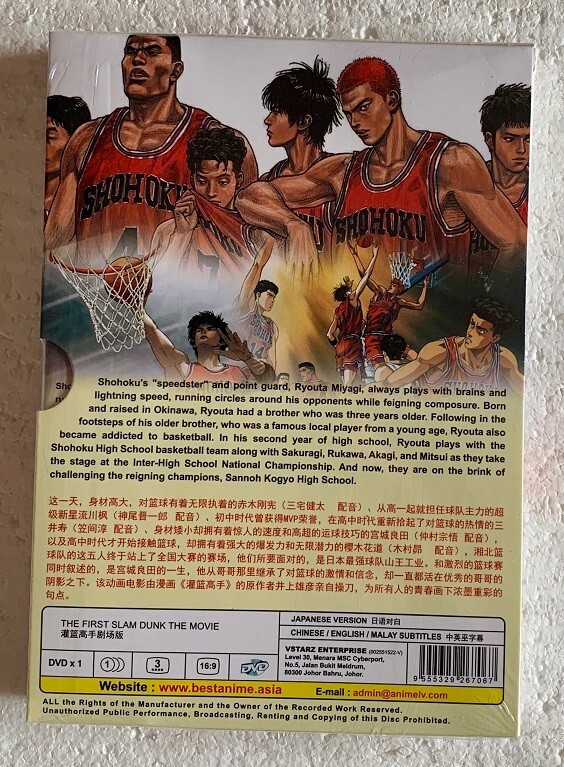 SHOHOKU
4
SHOHOKU
7
SHOHOKU
Shohoku's "speedster" and point guard, Ryouta Miyagi, always plays with brains and
lightning speed, running circles around his opponents while feigning composure. Born
and raised in Okinawa, Ryouta had a brother who was three years older. Following in the
footsteps of his older brother, who was a famous local player from a young age, Ryouta also
became addicted to basketball. In his second year of high school, Ryouta plays with the
Shohoku High School basketball team along with Sakuragi, Rukawa, Akagi, and Mitsui as they take
the stage at the Inter-High School National Championship. And now, they are on the brink of
challenging the reigning champions, Sannoh Kogyo High School.
这一天，身材高大，对篮球有着无限执着的赤木刚宪（三宅健太 配音）、从高一起就担任球队主力的超
级新星流川枫（神尾晋一郎 配音）、初中时代曾获得MVP荣誉，在高中时代重新拾起了对篮球的热情的三
井寿（笠间淳 配音）、身材矮小却拥有着惊人的速度和高超的运球技巧的宫城良田（仲村宗悟 配音），
以及高中时代才开始接触篮球，却拥有着强大的爆发力和无限潜力的樱木花道（木村昴 配音），湘北篮
球队的这五人终于站上了全国大赛的赛场，他们所要面对的，是日本最强球队山王工业。和激烈的篮球赛
同时叙述的，是宫城良田的一生，他从哥哥那里继承了对篮球的激情和信念，却一直都活在优秀的哥哥的
阴影之下。该动画电影由漫画《灌篮高手》的原作者井上雄彦亲自操刀，为所有人的青春画下浓墨重彩的
句点。
THE FIRST SLAM DUNK THE MOVIE
灌篮高手剧场版
JAPANESE VERSION 日语对白
CHINESE / ENGLISH / MALAY SUBTITLES 中英巫字幕
VSTARZ ENTERPRISE (002551522-V)
Level 30, Menara MSC Cyberport,
No.5, Jalan Bukit Meldrum,
80300 Johor Bahru, Johor.
DVD x 1
1
3
16:9
DVD
9 555329 267067
Website : www.bestanime.asia
E-mail : admin@animelv.com
ALL the Rights of the Manufacturer and the Owner of the Recorded Work Reserved.
Unauthorized Public Performance, Broadcasting, Renting and Copying of this Disc Prohibited.